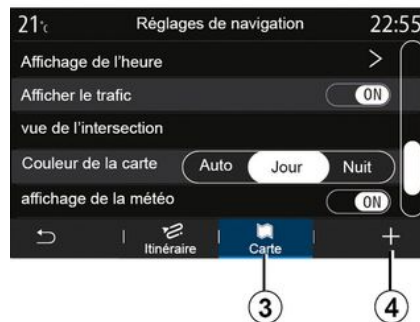 21°c Réglages de navigation 22:55
Affichage de l'heure >
Afficher le trafic ON
vue de l'intersection
Couleur de la carte Auto Jour Nuit
affichage de la météo ON
Itinéraire Carte +
3 4